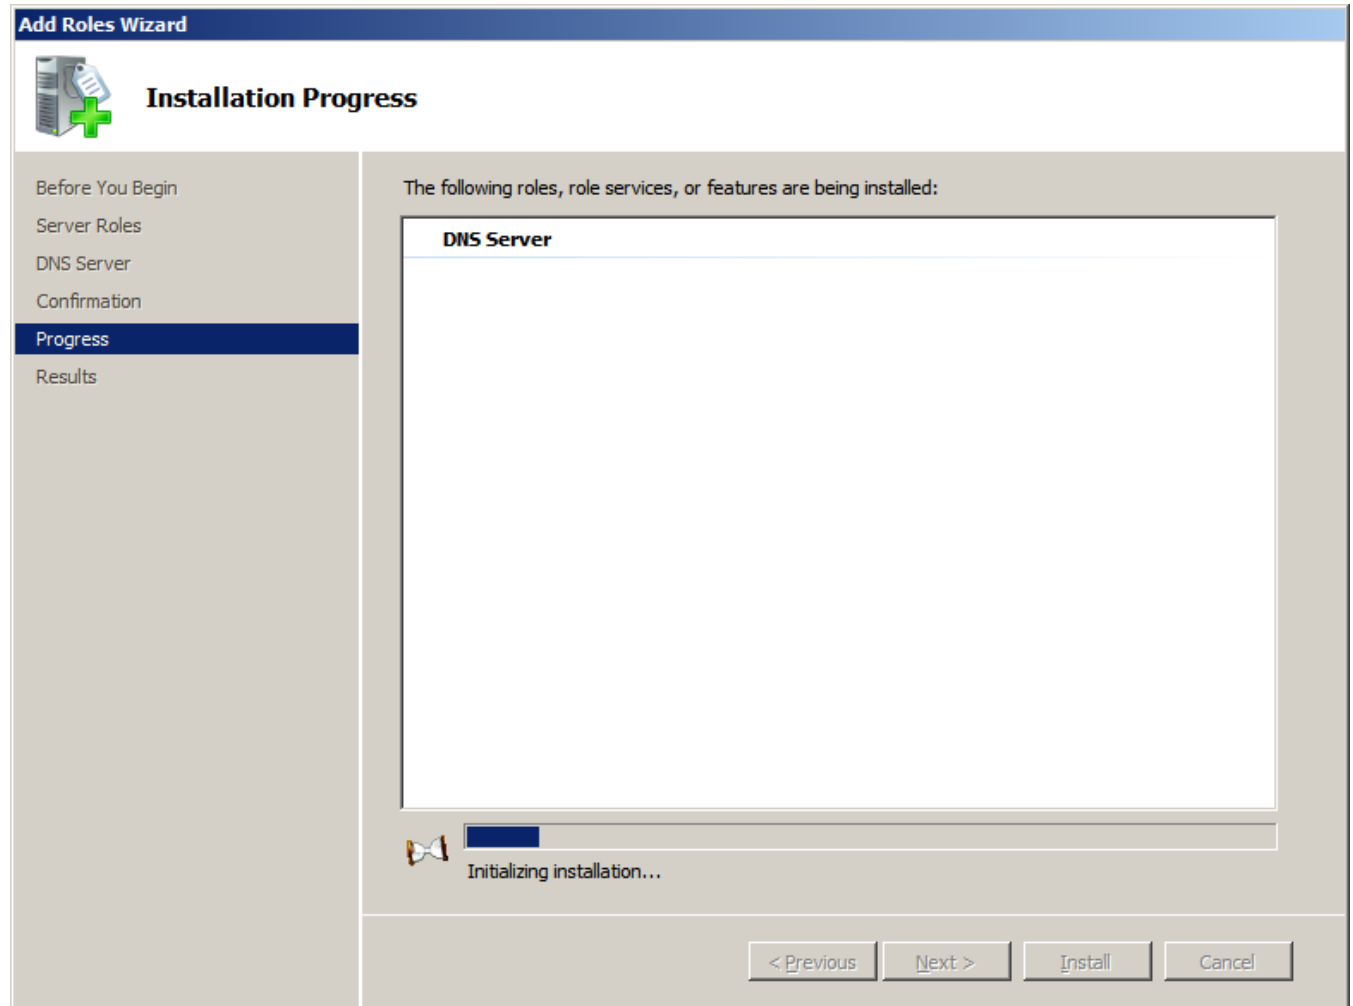 Add Roles Wizard
Installation Progress
Before You Begin
Server Roles
DNS Server
Confirmation
Progress
Results
The following roles, role services, or features are being installed:
DNS Server
Initializing installation...
< Previous
Next >
Install
Cancel